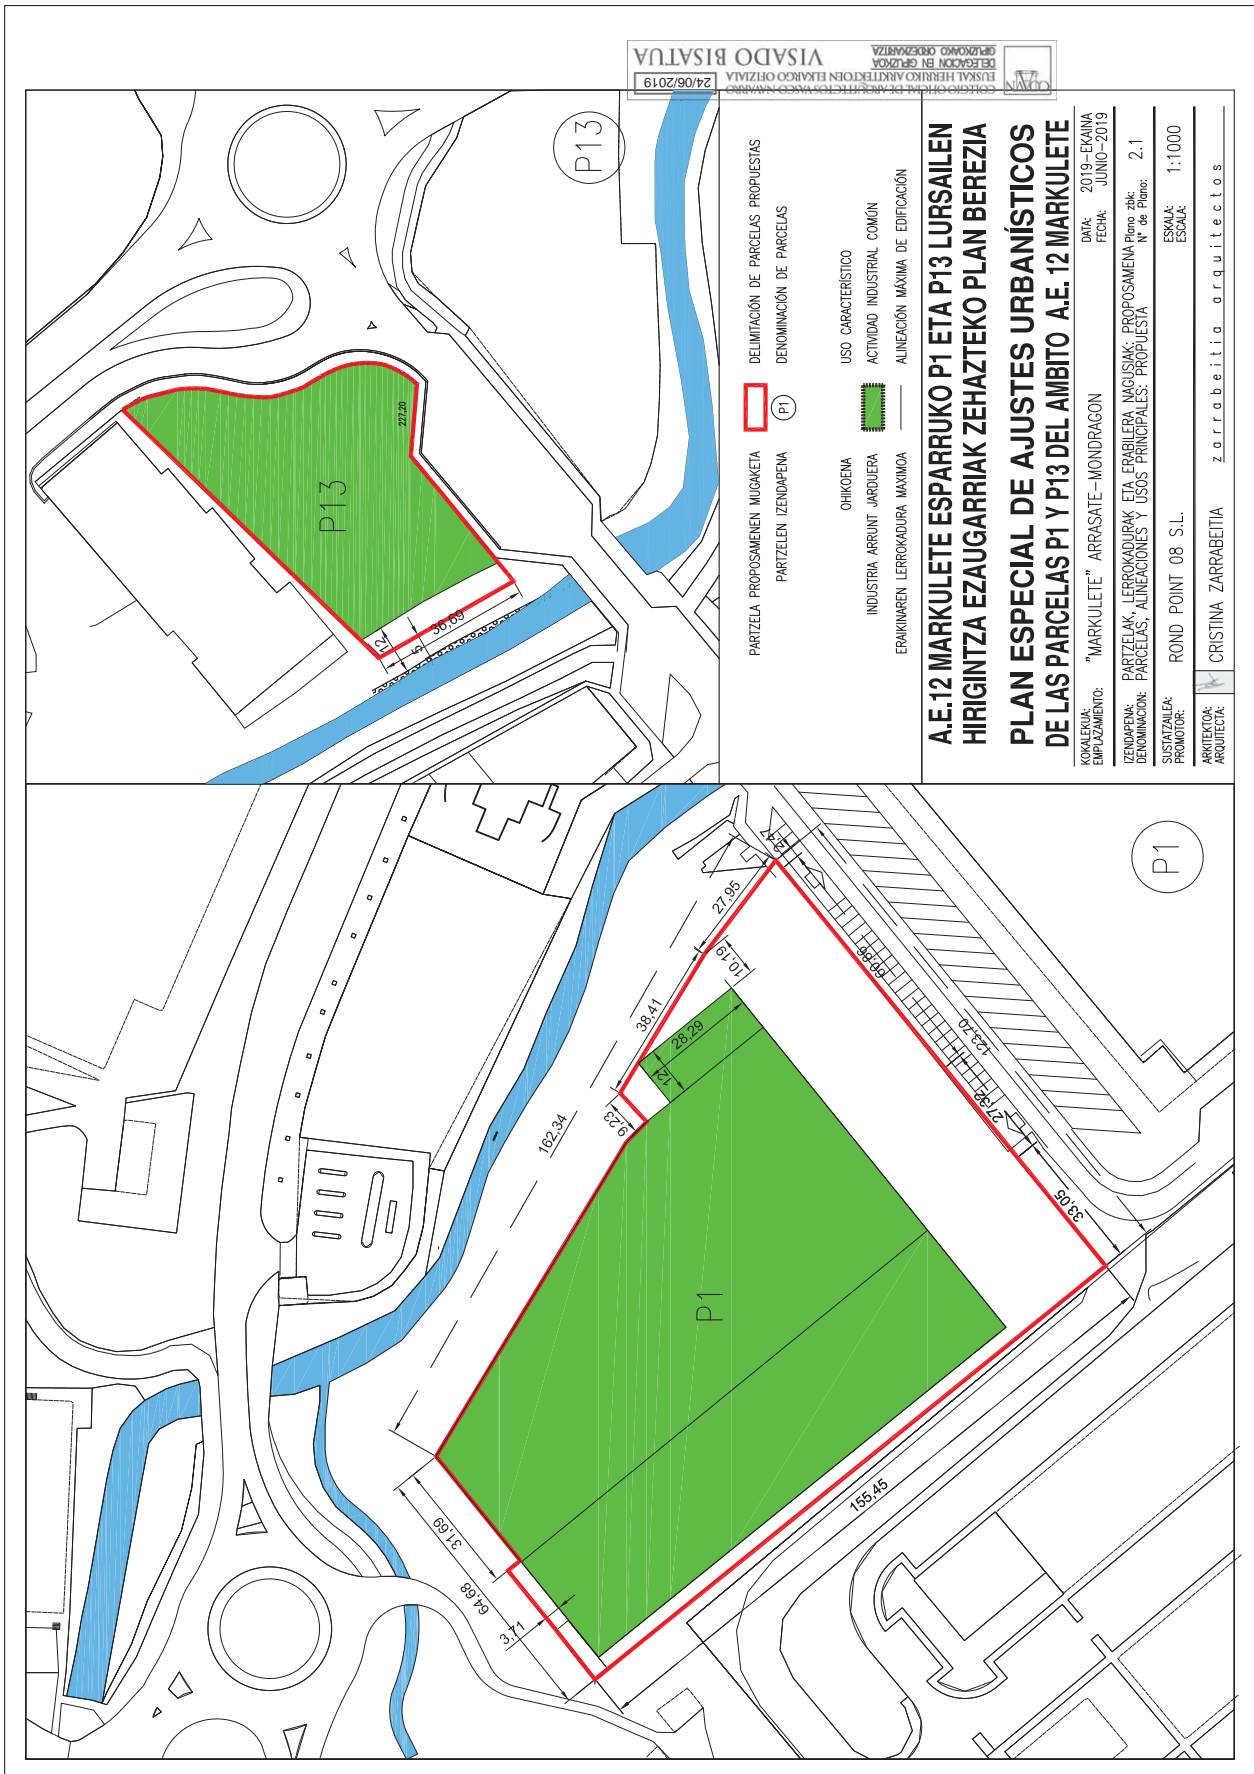 COLEGIO OFICIAL DE ARQUITECTOS VASCO-NAVARRO
EUSKAL HERRIKO ARKITEKTOEN ELKARGO OFIZIALA
DELEGACION EN GIPUZKOA
GIPUZKOAKO ORDEZKARITZA
24/06/2019
VISADO BISATUA
P13
P13
227,20
36,69
12
5
PARTZELA PROPOSAMENEN MUGAKETA
DELIMITACIÓN DE PARCELAS PROPUESTAS
PARTZELEN IZENDAPENA
P1
DENOMINACIÓN DE PARCELAS
OHIKOENA
USO CARACTERÍSTICO
INDUSTRIA ARRUNT JARDUERA
ACTIVIDAD INDUSTRIAL COMÚN
ERAIKINAREN LERROKADURA MAXIMOA
ALINEACIÓN MÁXIMA DE EDIFICACIÓN
A.E.12 MARKULETE ESPARRUKO P1 ETA P13 LURSAILEN
HIRIGINTZA EZAUGARRIAK ZEHAZTEKO PLAN BEREZIA
PLAN ESPECIAL DE AJUSTES URBANÍSTICOS
DE LAS PARCELAS P1 Y P13 DEL AMBITO A.E. 12 MARKULETE
KOKALEKUA:
EMPLAZAMIENTO:
"MARKULETE" ARRASATE-MONDRAGON
DATA:
FECHA:
2019-EKAINA
JUNIO-2019
IZENDAPENA:
DENOMINACION:
PARTZELAK, LERROKADURAK ETA ERABILERA NAGUSIAK: PROPOSAMENA
PARCELAS, ALINEACIONES Y USOS PRINCIPALES: PROPUESTA
Plano zbk:
N° de Plano:
2.1
SUSTATZAILEA:
PROMOTOR:
ROND POINT 08 S.L.
ESKALA:
ESCALA:
1:1000
ARKITEKTOA:
ARQUITECTA:
CRISTINA ZARRABEITIA
zarrabeitia arquitectos
P1
P1
2,47
27,95
10,19
38,41
28,29
12
9,23
162,34
60,86
123,70
27,32
33,05
155,45
31,69
64,68
3,71